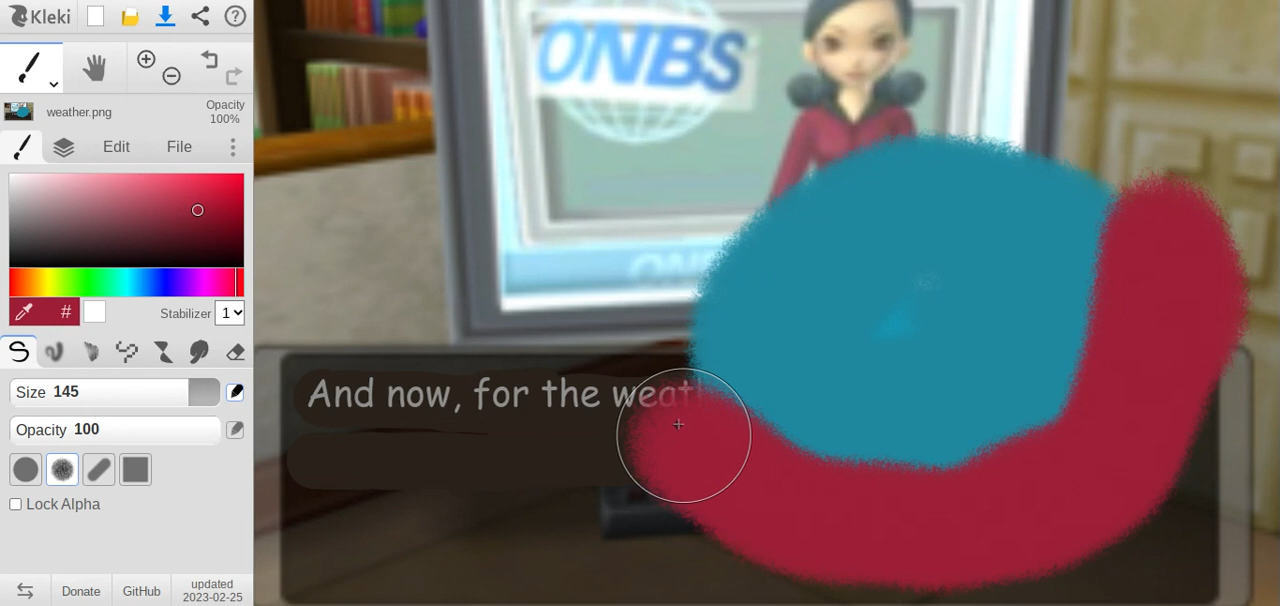 Kleki
weather.png
Opacity
100%
Edit
File
#
Stabilizer 1
Size 145
Opacity 100
Lock Alpha
Donate
GitHub
updated
2023-02-25
ONBS
And now, for the weat